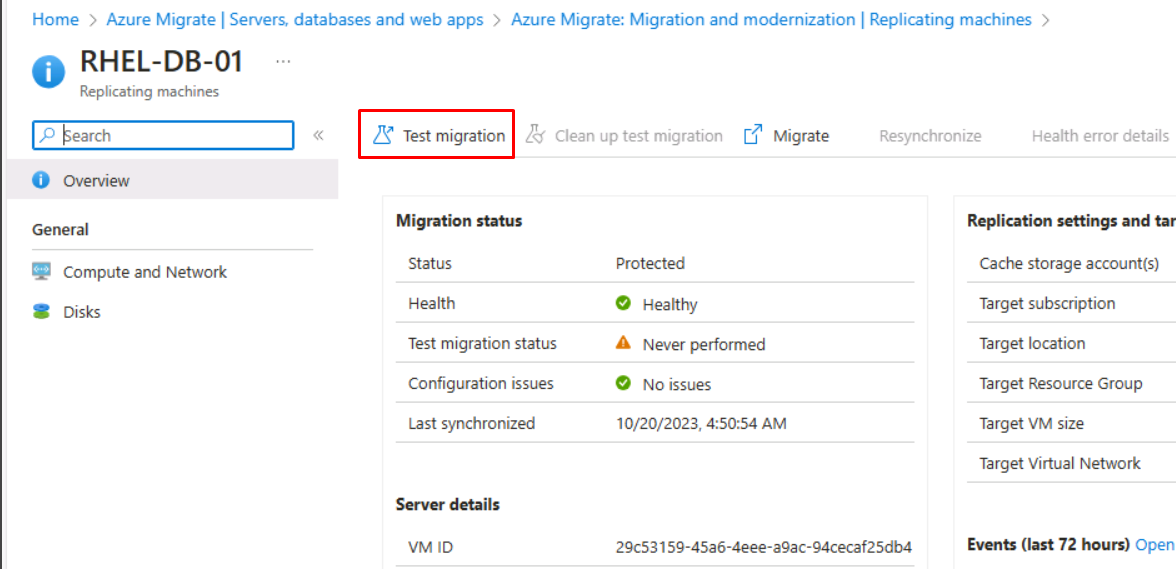 Home > Azure Migrate | Servers, databases and web apps > Azure Migrate: Migration and modernization | Replicating machines >
RHEL-DB-01 ...
Replicating machines
Search «
Test migration Clean up test migration Migrate Resynchronize Health error details
Overview
General
Compute and Network
Disks
Migration status
Status Protected
Health Healthy
Test migration status Never performed
Configuration issues No issues
Last synchronized 10/20/2023, 4:50:54 AM
Server details
VM ID 29c53159-45a6-4eee-a9ac-94cecaf25db4
Replication settings and tar
Cache storage account(s)
Target subscription
Target location
Target Resource Group
Target VM size
Target Virtual Network
Events (last 72 hours) Open